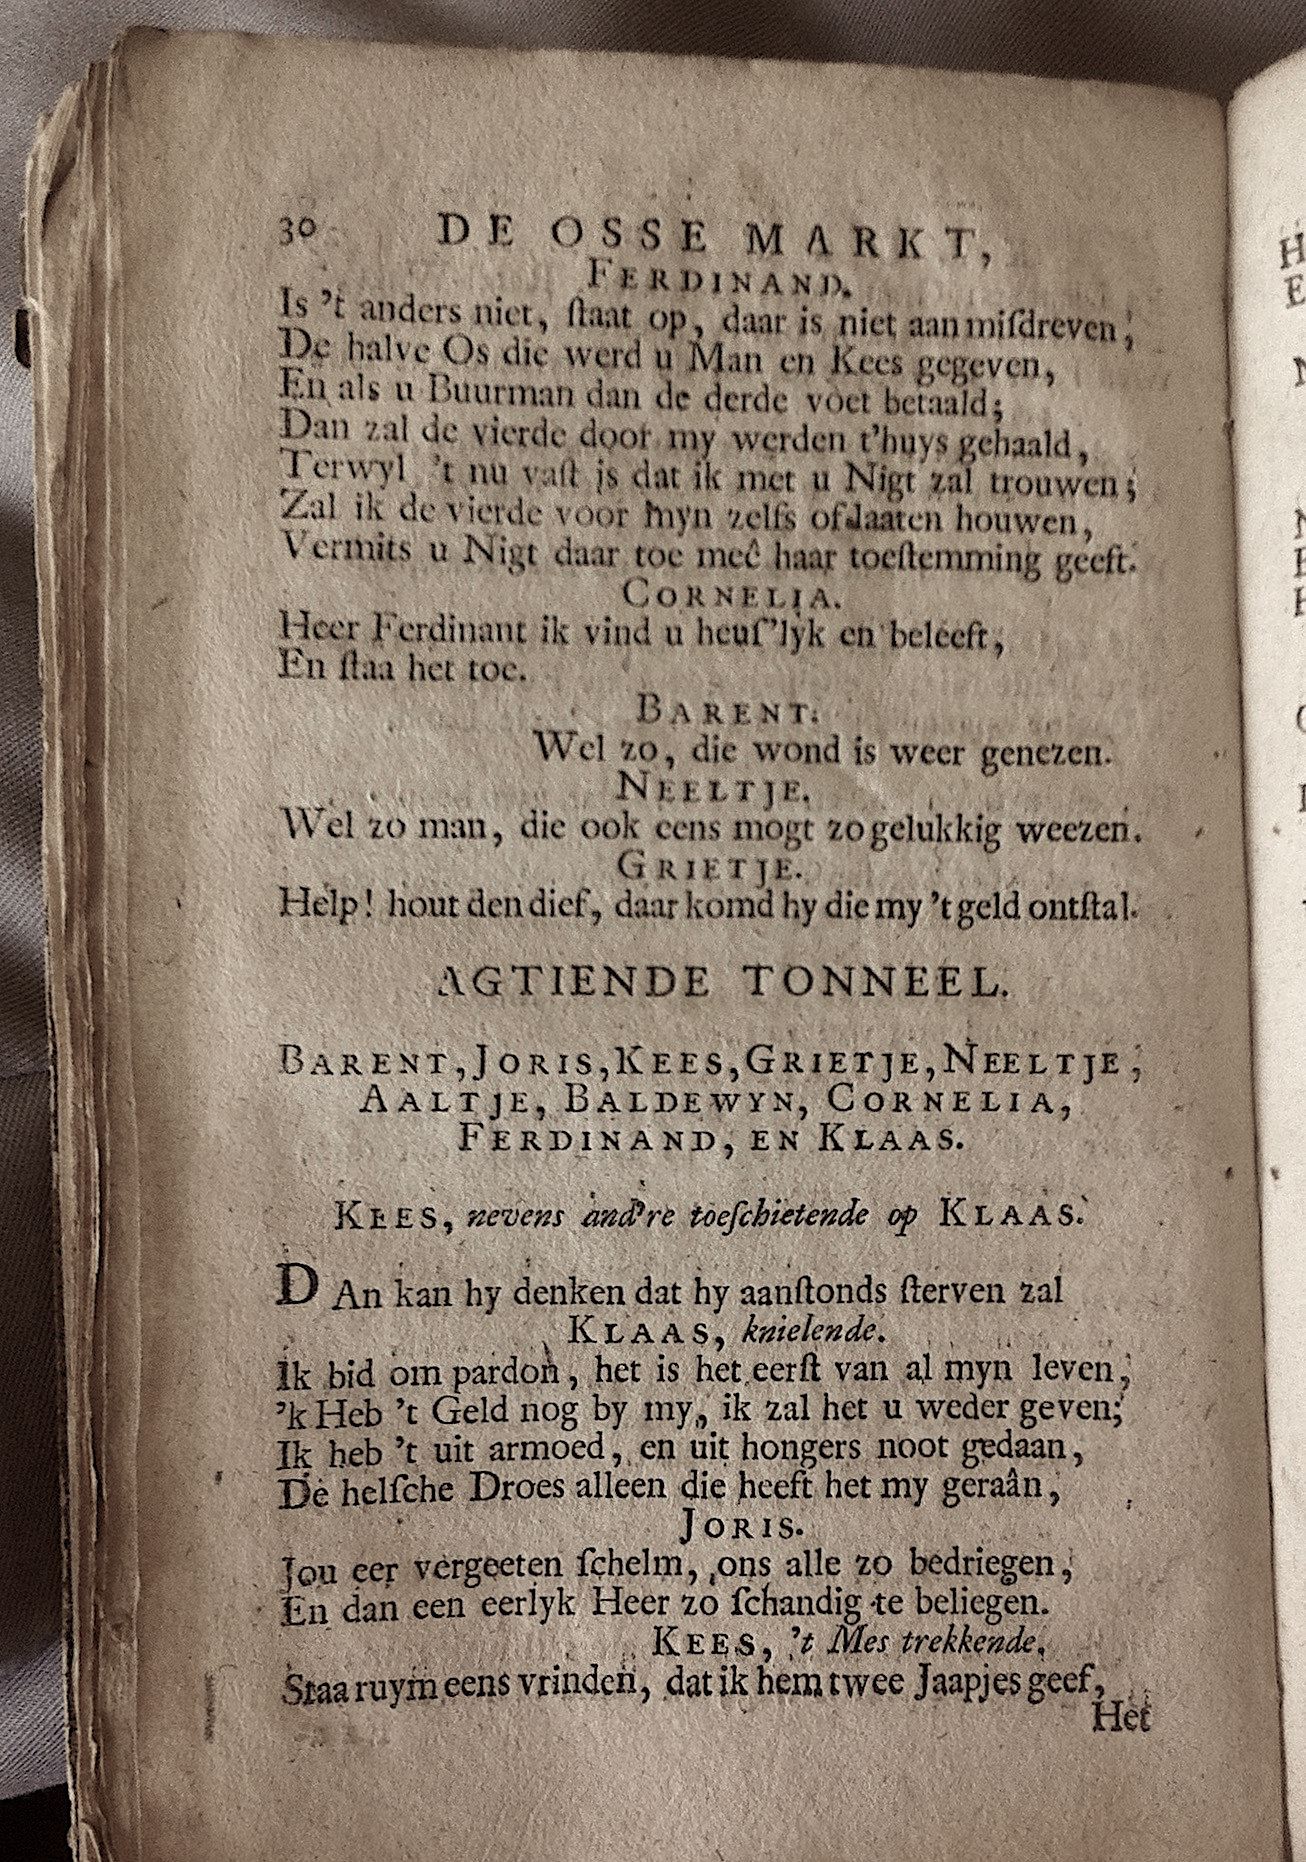 30 DE OSSE MARKT,
FERDINAND.
Is 't anders niet, ſtaat op, daar is niet aan miſdreven;
De halve Os die werd u Man en Kees gegeven,
En als u Buurman dan de derde voet betaald;
Dan zal de vierde door my werden t'huys gehaald,
Terwyl 't nu vaſt is dat ik met u Nigt zal trouwen;
Zal ik de vierde voor myn zelfs ofslaaten houwen,
Vermits u Nigt daar toe meê haar toeſtemming geeft.
CORNELIA.
Heer Ferdinant ik vind u heuſ'lyk en beleeft,
En ſtaa het toe.
BARENT.
Wel zo, die wond is weer genezen.
NEELTJE.
Wel zo man, die ook eens mogt zo gelukkig weezen.
GRIETJE.
Help! hout den dief, daar komd hy die my 't geld ontſtal.
AGTIENDE TONNEEL.
BARENT, JORIS, KEES, GRIETJE, NEELTJE,
AALTJE, BALDEWYN, CORNELIA,
FERDINAND, EN KLAAS.
KEES, nevens and're toeſchietende op KLAAS.
DAn kan hy denken dat hy aanſtonds ſterven zal
KLAAS, knielende.
Ik bid om pardon, het is het eerſt van al myn leven,
'k Heb 't Geld nog by my, ik zal het u weder geven;
Ik heb 't uit armoed, en uit hongers noot gedaan,
De helſche Droes alleen die heeft het my geraân,
JORIS.
Jou eer vergeeten ſchelm, ons alle zo bedriegen,
En dan een eerlyk Heer zo ſchandig te beliegen.
KEES, 't Mes trekkende.
Staa ruym eens vrinden, dat ik hem twee Jaapjes geef,
Het